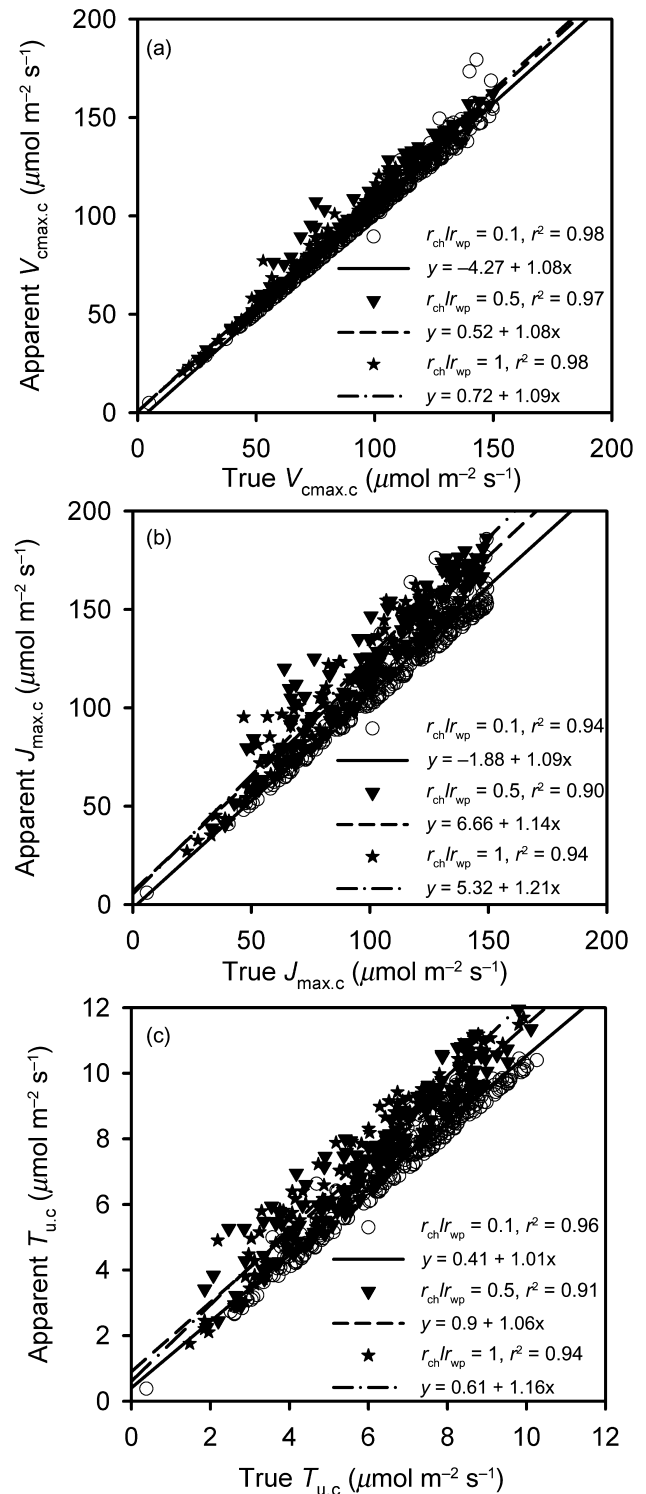 200
(a)
150
100
50
0
Apparent Vcmax.c (μmol m–2 s–1)
rch/rwp = 0.1, r2 = 0.98
y = –4.27 + 1.08x
rch/rwp = 0.5, r2 = 0.97
y = 0.52 + 1.08x
rch/rwp = 1, r2 = 0.98
y = 0.72 + 1.09x
0 50 100 150 200
True Vcmax.c (μmol m–2 s–1)
200
(b)
150
100
50
0
Apparent Jmax.c (μmol m–2 s–1)
rch/rwp = 0.1, r2 = 0.94
y = –1.88 + 1.09x
rch/rwp = 0.5, r2 = 0.90
y = 6.66 + 1.14x
rch/rwp = 1, r2 = 0.94
y = 5.32 + 1.21x
0 50 100 150 200
True Jmax.c (μmol m–2 s–1)
12
(c)
10
8
6
4
2
0
Apparent Tu.c (μmol m–2 s–1)
rch/rwp = 0.1, r2 = 0.96
y = 0.41 + 1.01x
rch/rwp = 0.5, r2 = 0.91
y = 0.9 + 1.06x
rch/rwp = 1, r2 = 0.94
y = 0.61 + 1.16x
0 2 4 6 8 10 12
True Tu.c (μmol m–2 s–1)